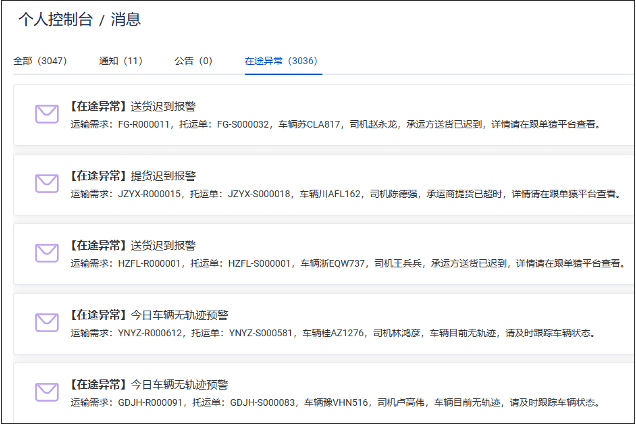 个人控制台 / 消息
全部（3047） 通知（11） 公告（0） 在途异常（3036）
【在途异常】送货迟到报警
运输需求：FG-R000011，托运单：FG-S000032，车辆苏CLA817，司机赵永龙，承运方送货已迟到，详情请在跟单猿平台查看。
【在途异常】提货迟到报警
运输需求：JZYX-R000015，托运单：JZYX-S000018，车辆川AFL162，司机陈德强，承运商提货已超时，详情请在跟单猿平台查看。
【在途异常】送货迟到报警
运输需求：HZFL-R000001，托运单：HZFL-S000001，车辆浙EQW737，司机王兵兵，承运方送货已迟到，详情请在跟单猿平台查看。
【在途异常】今日车辆无轨迹预警
运输需求：YNYZ-R000612，托运单：YNYZ-S000581，车辆桂AZ1276，司机林鸿彦，车辆目前无轨迹，请及时跟踪车辆状态。
【在途异常】今日车辆无轨迹预警
运输需求：GDJH-R000091，托运单：GDJH-S000083，车辆豫VHN516，司机卢高伟，车辆目前无轨迹，请及时跟踪车辆状态。